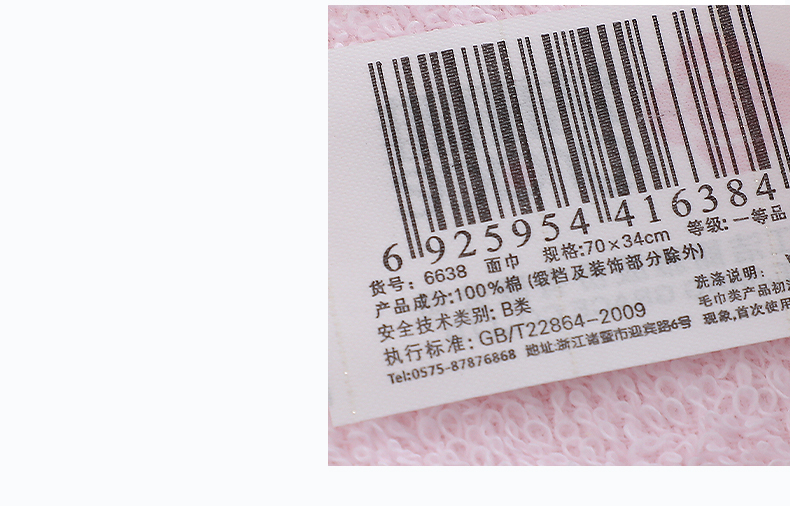 6 925954 416384
货号: 6638 面巾 规格:70×34cm 等级:一等品
产品成分:100%棉 (缎档及装饰部分除外)
安全技术类别: B类
执行标准: GB/T22864-2009
Tel:0575-87876868 地址:浙江诸暨市迎宾路6号
洗涤说明:
毛巾类产品初
现象,首次使用